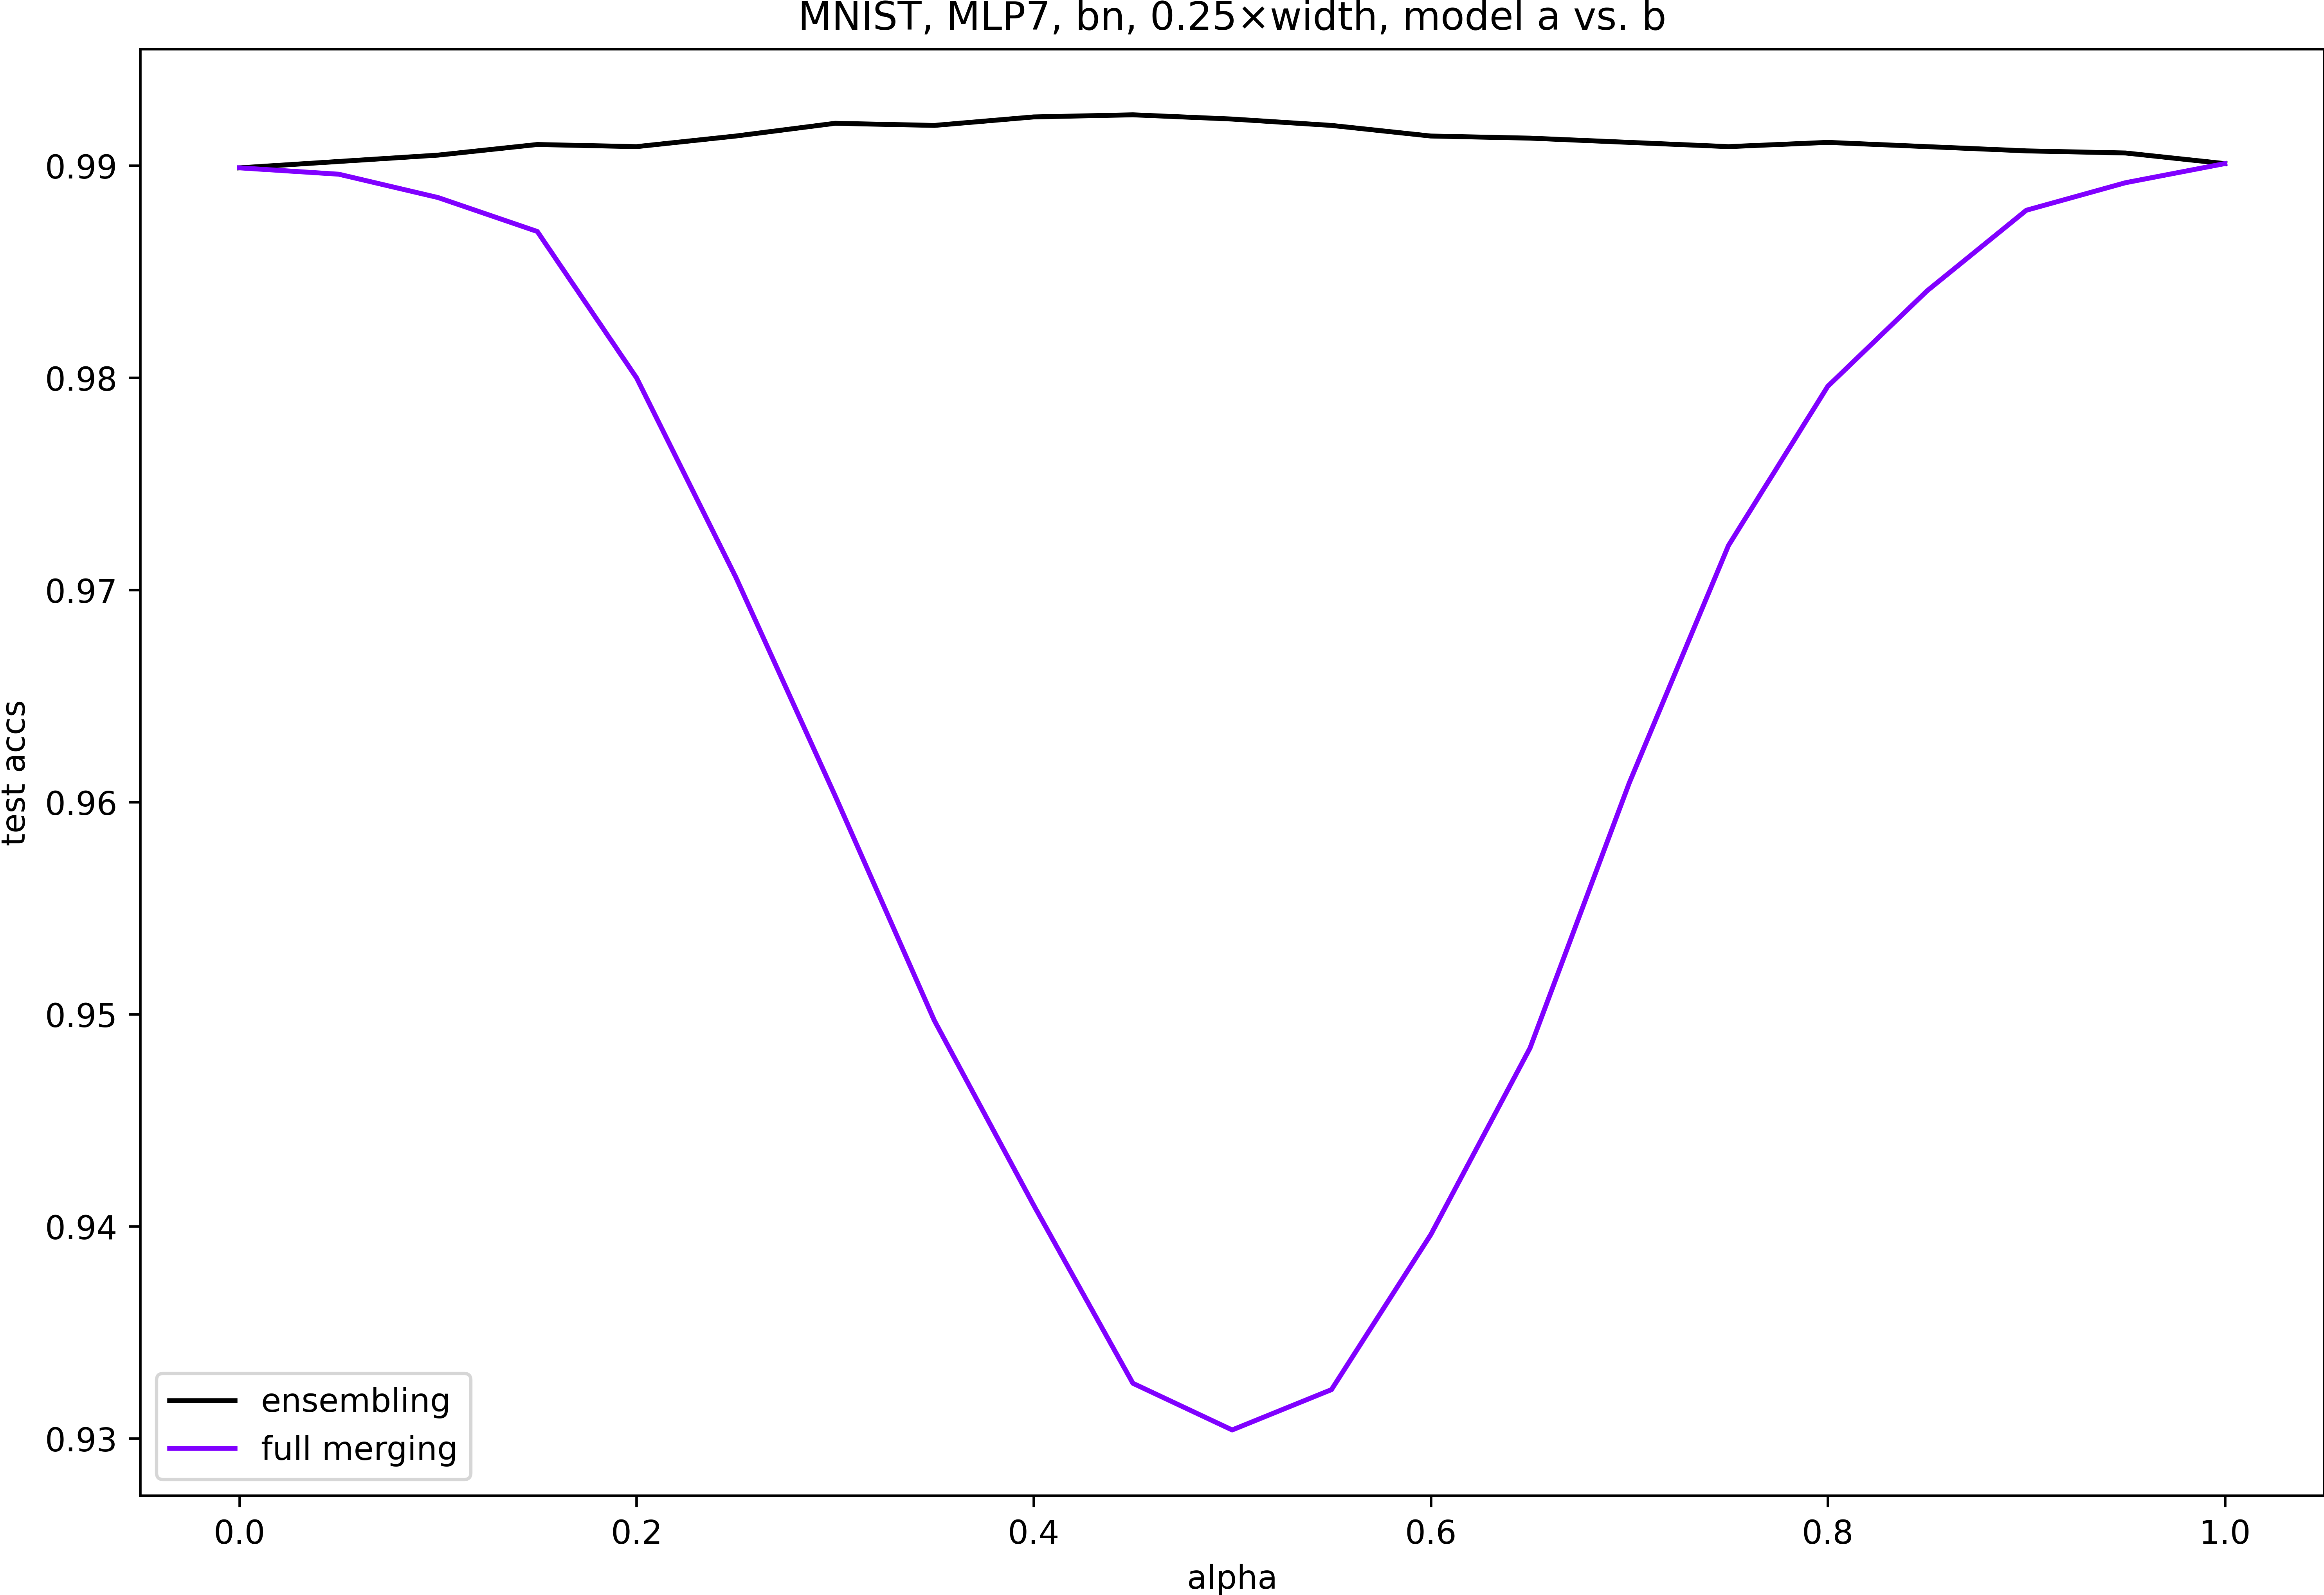 MNIST, MLP7, bn, 0.25×width, model a vs. b
test accs
0.99
0.98
0.97
0.96
0.95
0.94
0.93
ensembling
full merging
0.0 0.2 0.4 0.6 0.8 1.0
alpha